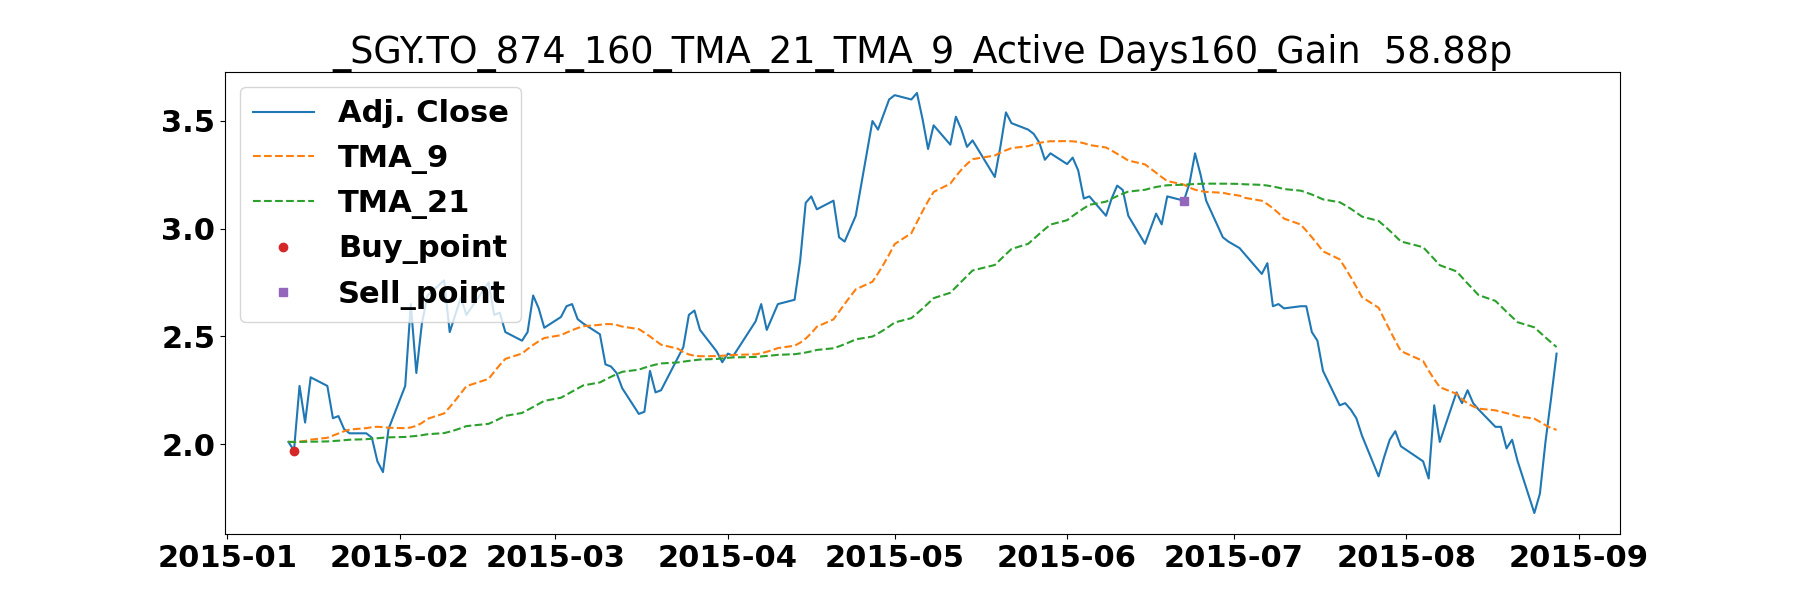 _SGY.TO_874_160_TMA_21_TMA_9_Active Days160_Gain  58.88p
Adj. Close
TMA_9
TMA_21
Buy_point
Sell_point
3.5
3.0
2.5
2.0
2015-01 2015-02 2015-03 2015-04 2015-05 2015-06 2015-07 2015-08 2015-09